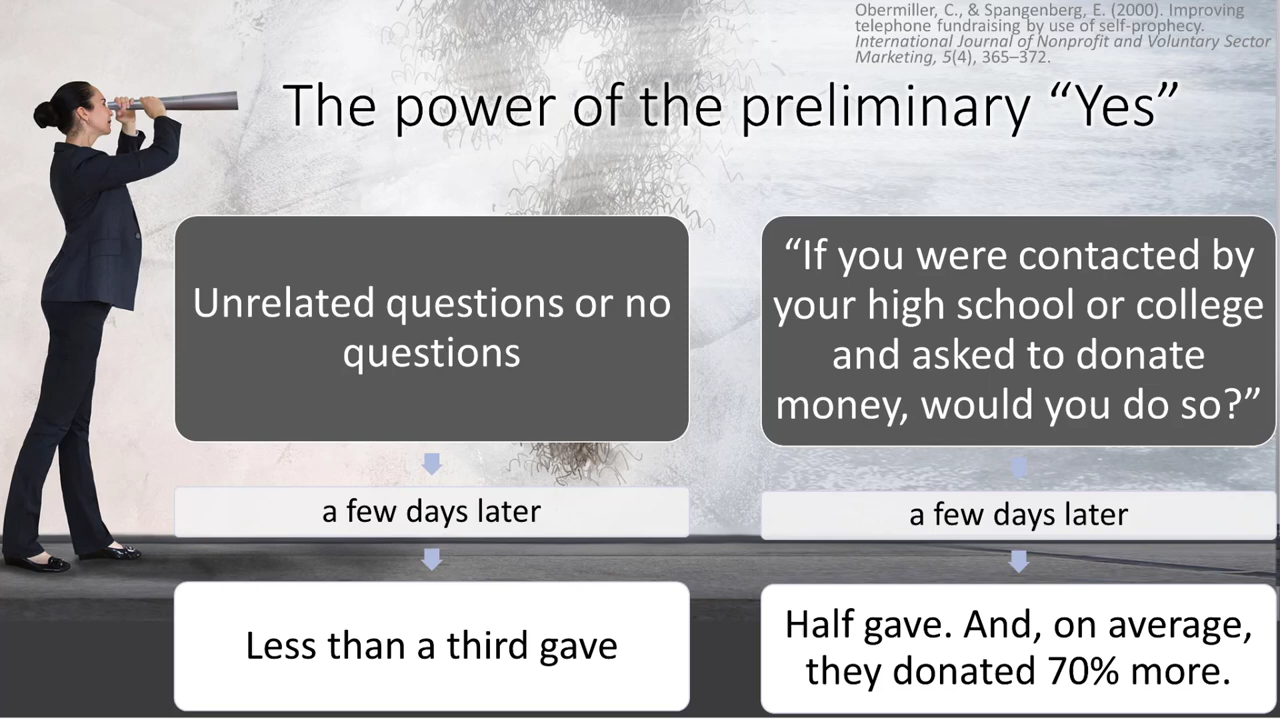 Obermiller, C., & Spangenberg, E. (2000). Improving
telephone fundraising by use of self-prophecy.
International Journal of Nonprofit and Voluntary Sector
Marketing, 5(4), 365–372.
The power of the preliminary “Yes”
Unrelated questions or no
questions
a few days later
Less than a third gave
“If you were contacted by
your high school or college
and asked to donate
money, would you do so?”
a few days later
Half gave. And, on average,
they donated 70% more.